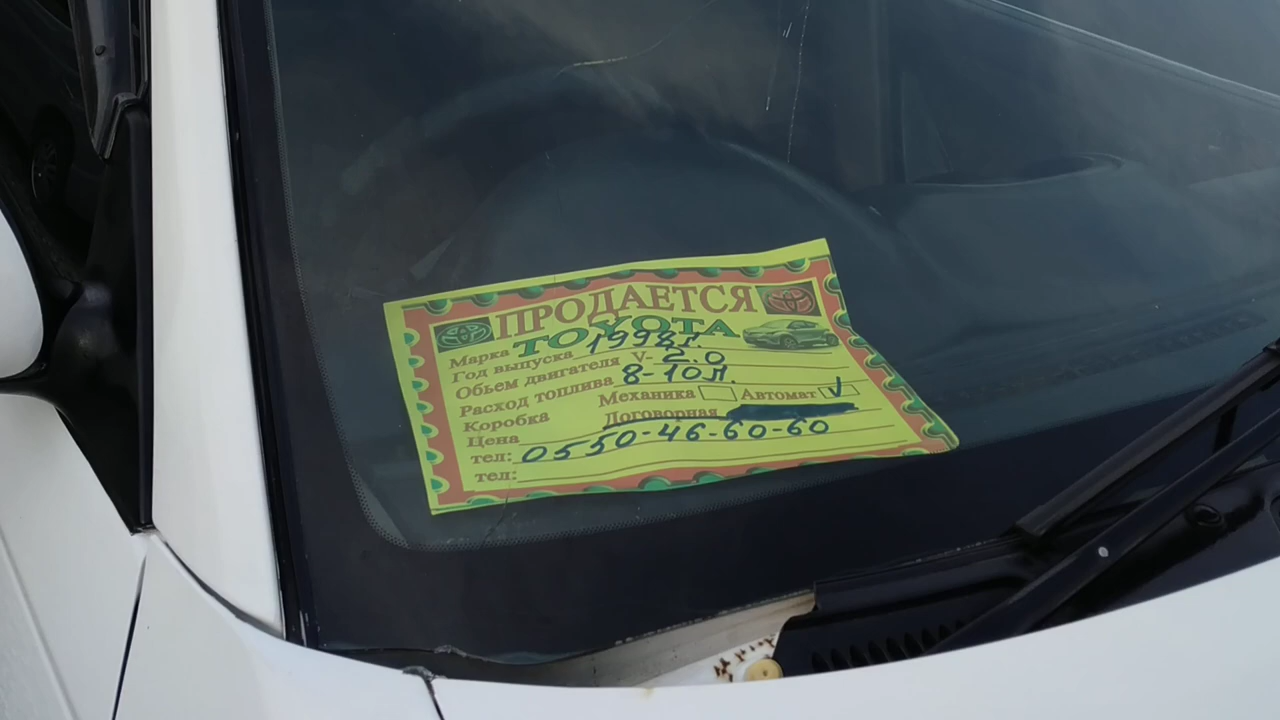 ПРОДАЕТСЯ
Марка TOYOTA
Год выпуска 1998г.
Обьем двигателя V- 2.0
Расход топлива 8-10л.
Коробка Механика Автомат √
Цена Договорная
тел: 0550-46-60-60
тел: